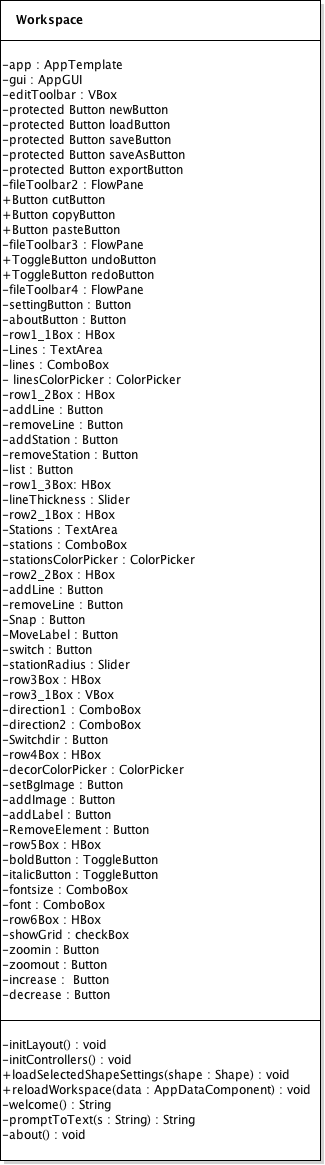 Workspace
-app : AppTemplate
-gui : AppGUI
-editToolbar : VBox
-protected Button newButton
-protected Button loadButton
-protected Button saveButton
-protected Button saveAsButton
-protected Button exportButton
-fileToolbar2 : FlowPane
+Button cutButton
+Button copyButton
+Button pasteButton
-fileToolbar3 : FlowPane
+ToggleButton undoButton
+ToggleButton redoButton
-fileToolbar4 : FlowPane
-settingButton : Button
-aboutButton : Button
-row1_1Box : HBox
-Lines : TextArea
-lines : ComboBox
- linesColorPicker : ColorPicker
-row1_2Box : HBox
-addLine : Button
-removeLine : Button
-addStation : Button
-removeStation : Button
-list : Button
-row1_3Box: HBox
-lineThickness : Slider
-row2_1Box : HBox
-Stations : TextArea
-stations : ComboBox
-stationsColorPicker : ColorPicker
-row2_2Box : HBox
-addLine : Button
-removeLine : Button
-Snap : Button
-MoveLabel : Button
-switch : Button
-stationRadius : Slider
-row3Box : HBox
-row3_1Box : VBox
-direction1 : ComboBox
-direction2 : ComboBox
-Switchdir : Button
-row4Box : HBox
-decorColorPicker : ColorPicker
-setBgImage : Button
-addImage : Button
-addLabel : Button
-RemoveElement : Button
-row5Box : HBox
-boldButton : ToggleButton
-italicButton : ToggleButton
-fontsize : ComboBox
-font : ComboBox
-row6Box : HBox
-showGrid : checkBox
-zoomin : Button
-zoomout : Button
-increase :  Button
-decrease : Button
-initLayout() : void
-initControllers() : void
+loadSelectedShapeSettings(shape : Shape) : void
+reloadWorkspace(data : AppDataComponent) : void
-welcome() : String
-promptToText(s : String) : String
-about() : void